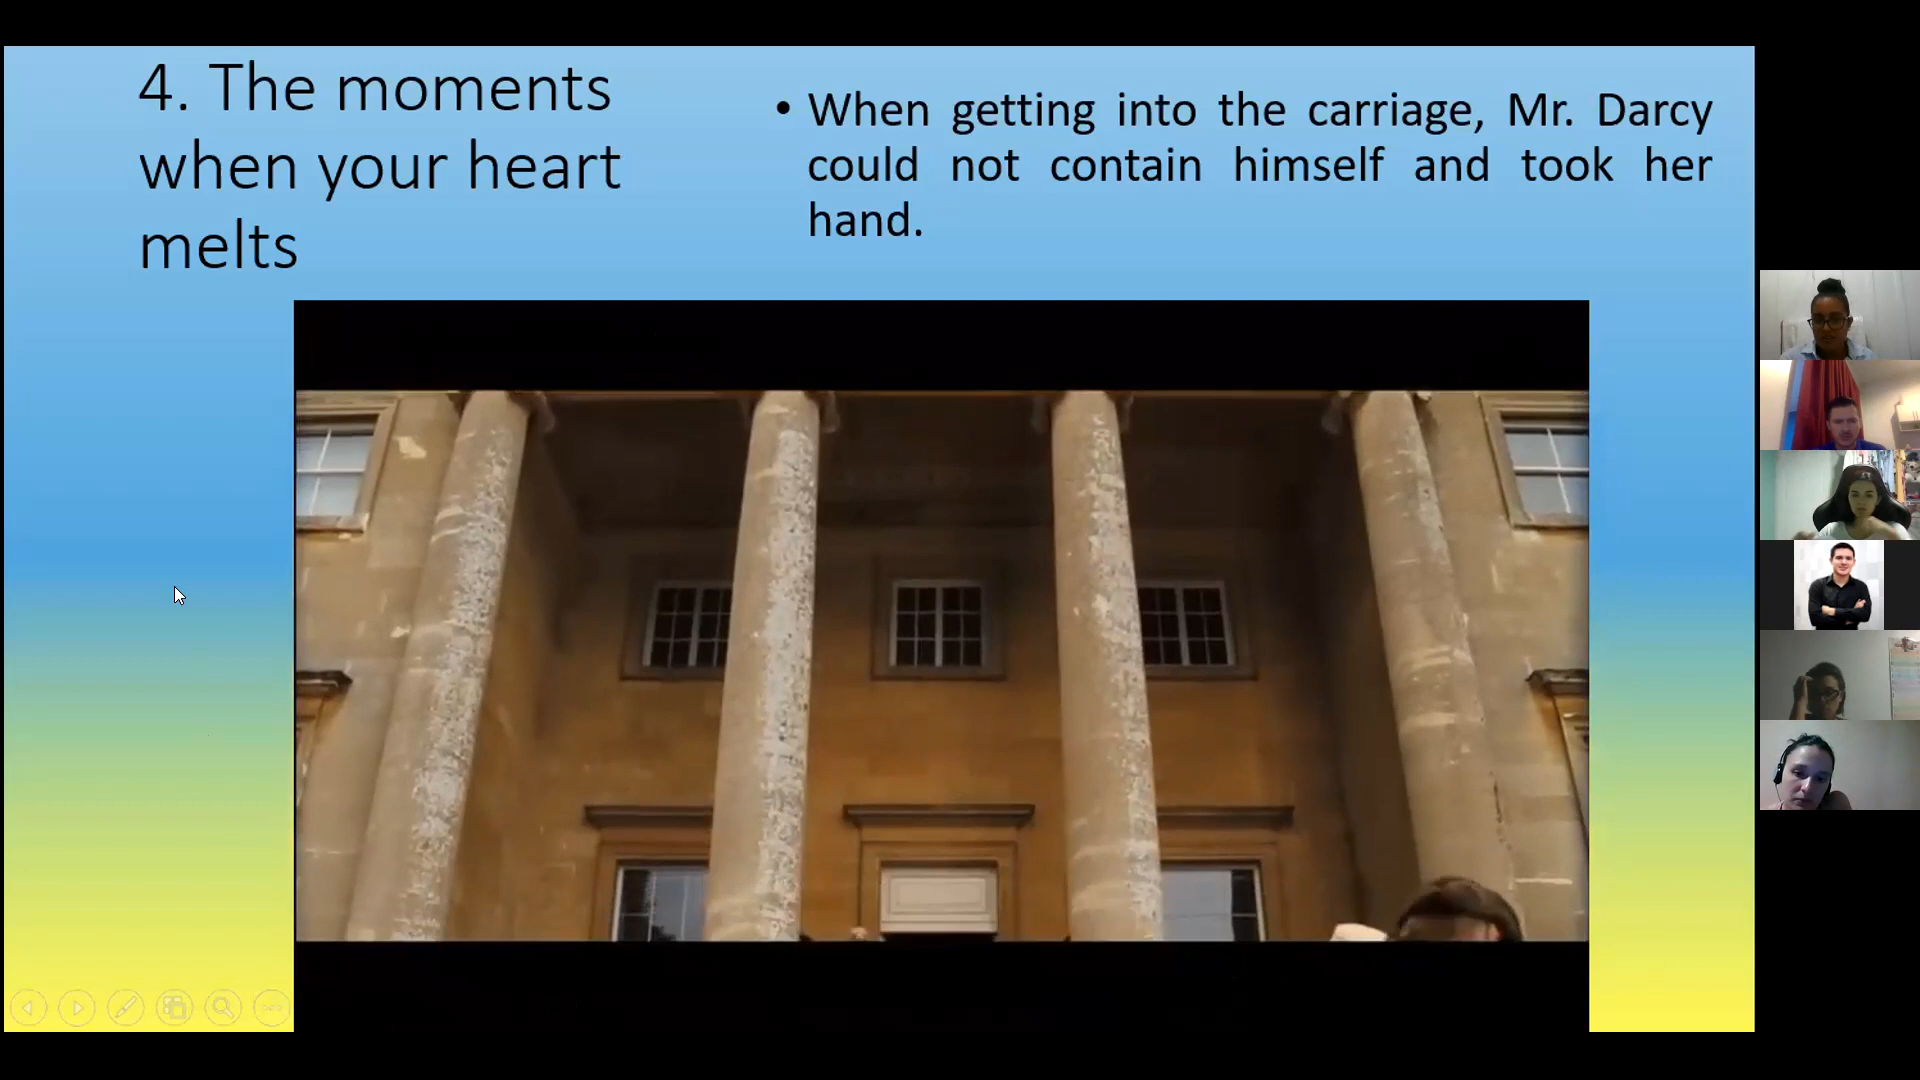 4. The moments
when your heart
melts
• When getting into the carriage, Mr. Darcy
could not contain himself and took her
hand.